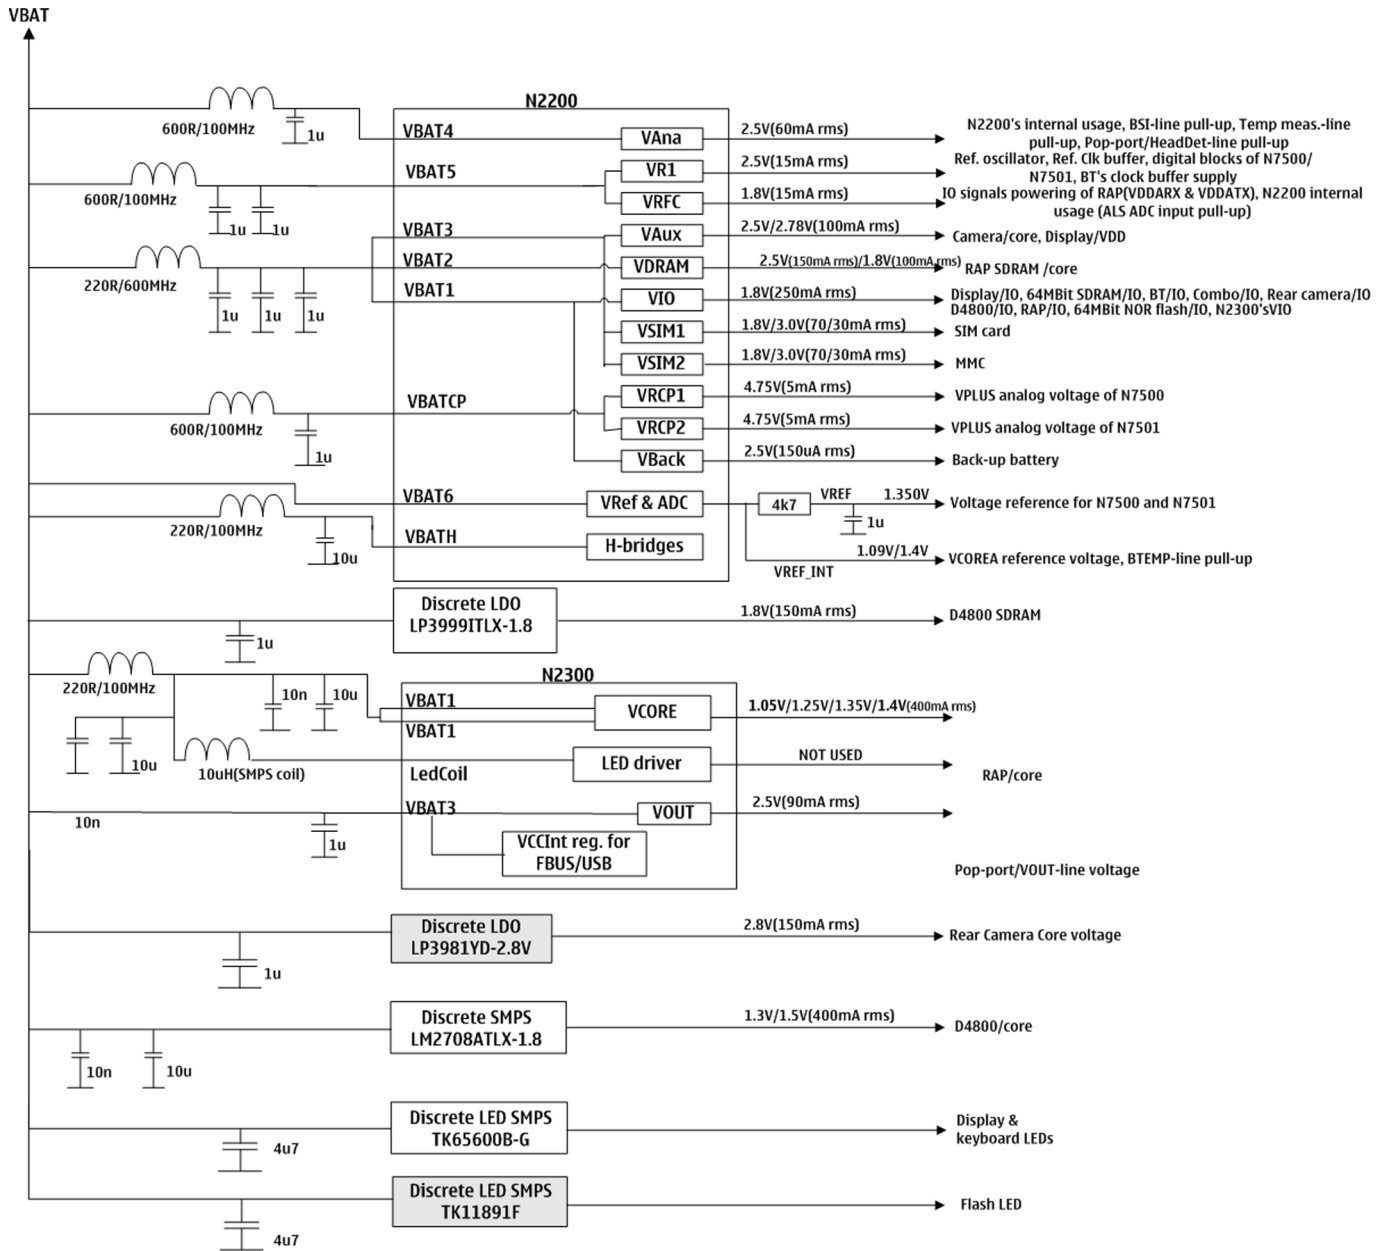 VBAT
600R/100MHz
1u
N2200
VBAT4
VAna
2.5V(60mA rms)
N2200's internal usage, BSI-line pull-up, Temp meas.-line
pull-up, Pop-port/HeadDet-line pull-up
600R/100MHz
1u
1u
VBAT5
VR1
2.5V(15mA rms)
Ref. oscillator, Ref. Clk buffer, digital blocks of N7500/
N7501, BT's clock buffer supply
VRFC
1.8V(15mA rms)
IO signals powering of RAP(VDDARX & VDDATX), N2200 internal
usage (ALS ADC input pull-up)
VBAT3
VAux
2.5V/2.78V(100mA rms)
Camera/core, Display/VDD
220R/600MHz
1u
1u
1u
VBAT2
VDRAM
2.5V(150mA rms)/1.8V(100mA rms)
RAP SDRAM /core
VBAT1
VIO
1.8V(250mA rms)
Display/IO, 64MBit SDRAM/IO, BT/IO, Combo/IO, Rear camera/IO
D4800/IO, RAP/IO, 64MBit NOR flash/IO, N2300'sVIO
VSIM1
1.8V/3.0V(70/30mA rms)
SIM card
VSIM2
1.8V/3.0V(70/30mA rms)
MMC
600R/100MHz
1u
VBATCP
VRCP1
4.75V(5mA rms)
VPLUS analog voltage of N7500
VRCP2
4.75V(5mA rms)
VPLUS analog voltage of N7501
VBack
2.5V(150uA rms)
Back-up battery
VBAT6
VRef & ADC
4k7
VREF
1.350V
1u
Voltage reference for N7500 and N7501
220R/100MHz
10u
VBATH
H-bridges
1.09V/1.4V
VREF_INT
VCOREA reference voltage, BTEMP-line pull-up
1u
Discrete LDO
LP3999ITLX-1.8
1.8V(150mA rms)
D4800 SDRAM
220R/100MHz
10n
10u
N2300
VBAT1
VBAT1
VCORE
1.05V/1.25V/1.35V/1.4V(400mA rms)
10u
10uH(SMPS coil)
LedCoil
LED driver
NOT USED
RAP/core
10n
1u
VBAT3
VOUT
2.5V(90mA rms)
VCCInt reg. for
FBUS/USB
Pop-port/VOUT-line voltage
1u
Discrete LDO
LP3981YD-2.8V
2.8V(150mA rms)
Rear Camera Core voltage
10n
10u
Discrete SMPS
LM2708ATLX-1.8
1.3V/1.5V(400mA rms)
D4800/core
4u7
Discrete LED SMPS
TK65600B-G
Display &
keyboard LEDs
4u7
Discrete LED SMPS
TK11891F
Flash LED